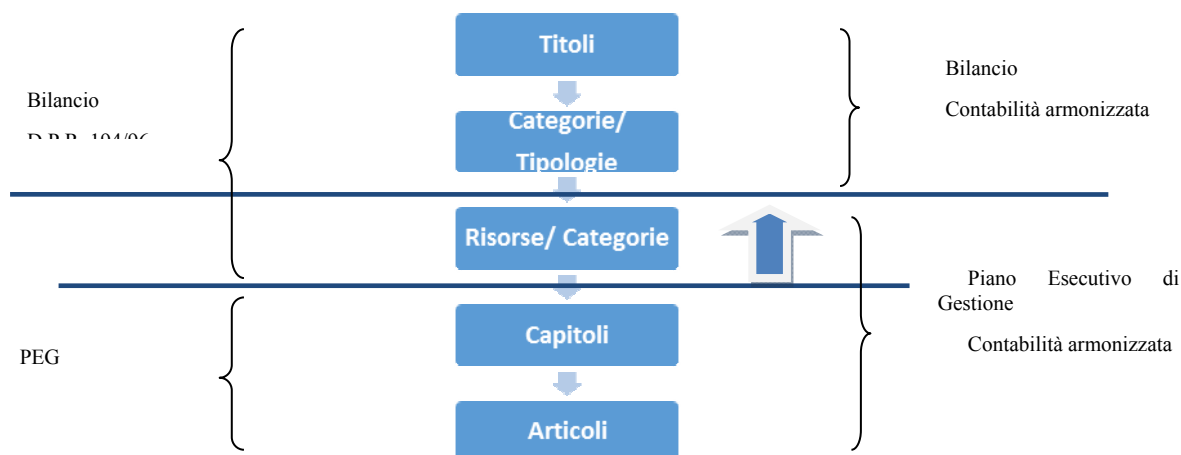 Bilancio
Titoli
Categorie/
Tipologie
Bilancio
Contabilità armonizzata
Risorse/ Categorie
PEG
Capitoli
Articoli
Piano Esecutivo di
Gestione
Contabilità armonizzata